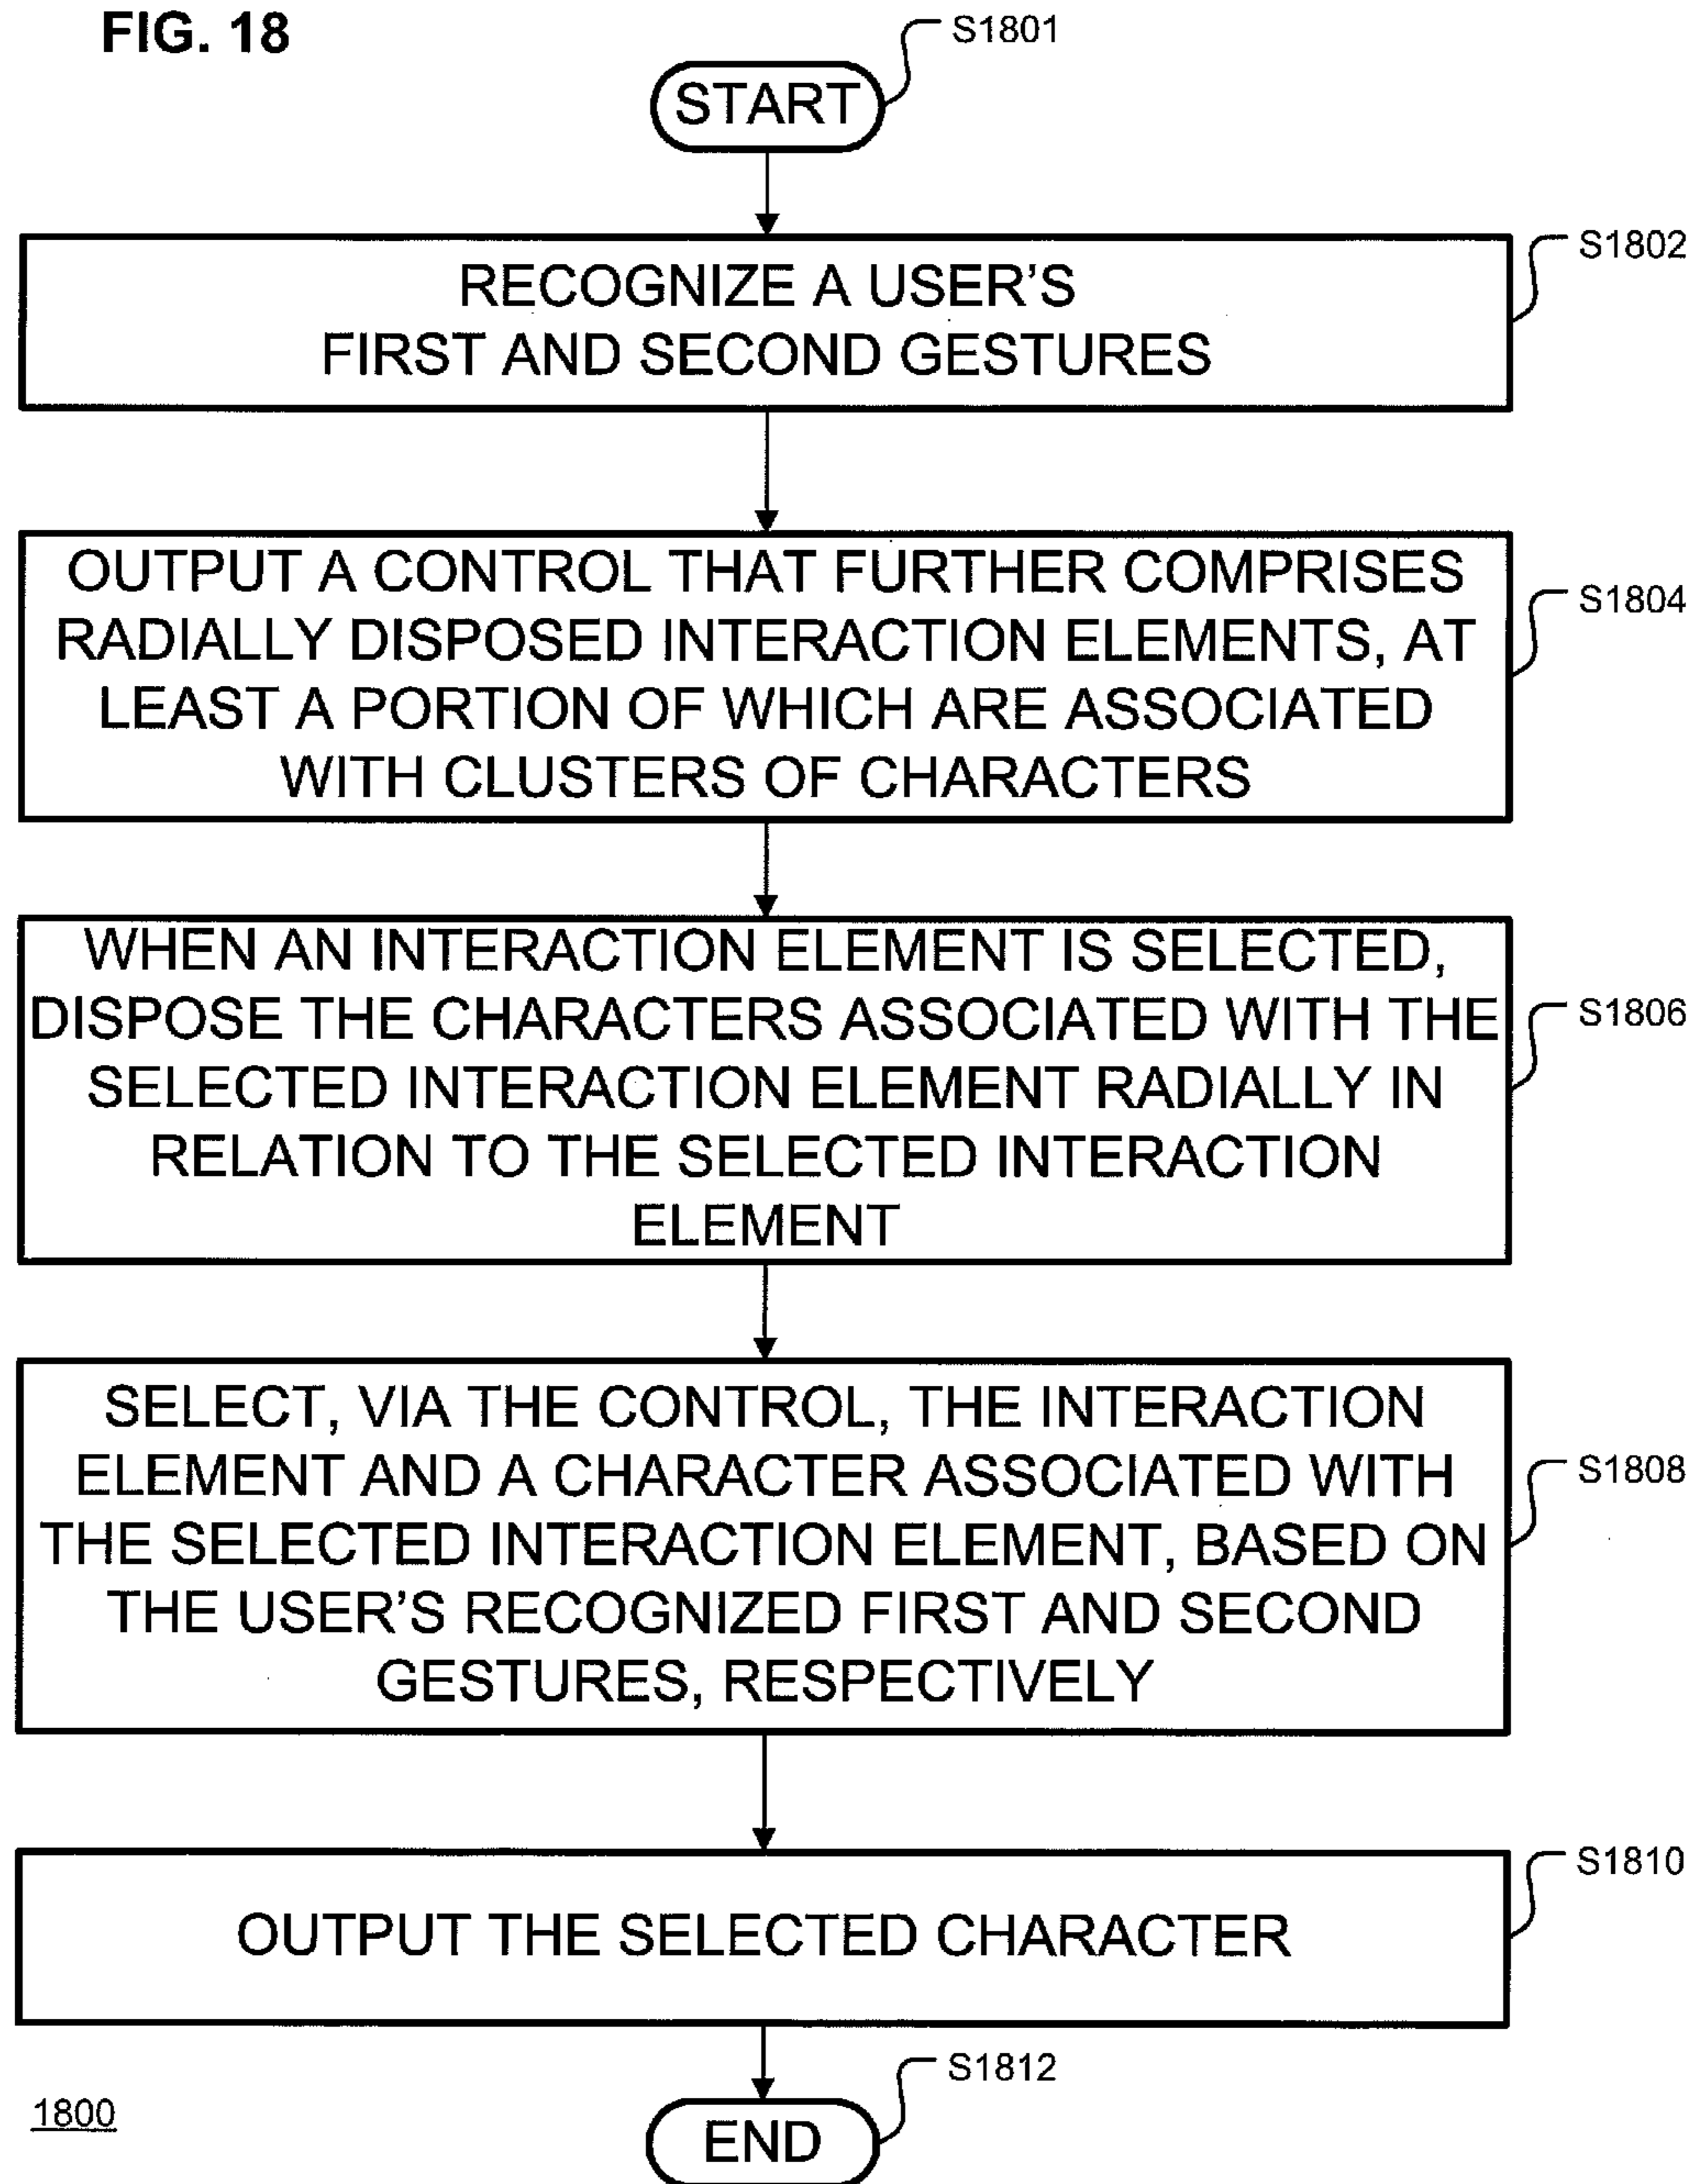 FIG. 18
S1801
START
S1802
RECOGNIZE A USER'S
FIRST AND SECOND GESTURES
OUTPUT A CONTROL THAT FURTHER COMPRISES
RADIALLY DISPOSED INTERACTION ELEMENTS, AT
LEAST A PORTION OF WHICH ARE ASSOCIATED
WITH CLUSTERS OF CHARACTERS
S1804
WHEN AN INTERACTION ELEMENT IS SELECTED,
DISPOSE THE CHARACTERS ASSOCIATED WITH THE
SELECTED INTERACTION ELEMENT RADIALLY IN
RELATION TO THE SELECTED INTERACTION
ELEMENT
S1806
SELECT, VIA THE CONTROL, THE INTERACTION
ELEMENT AND A CHARACTER ASSOCIATED WITH
THE SELECTED INTERACTION ELEMENT, BASED ON
THE USER'S RECOGNIZED FIRST AND SECOND
GESTURES, RESPECTIVELY
S1808
S1810
OUTPUT THE SELECTED CHARACTER
S1812
1800
END